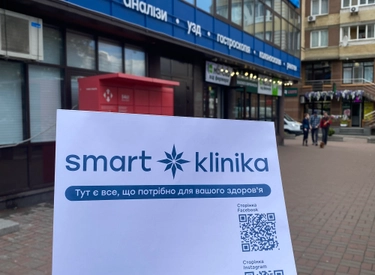 аналізи • узд • гастроскопія
smart klinika
Тут є все, що потрібно для вашого здоров'я
Сторінка
Facebook:
Сторінка
Instagram: